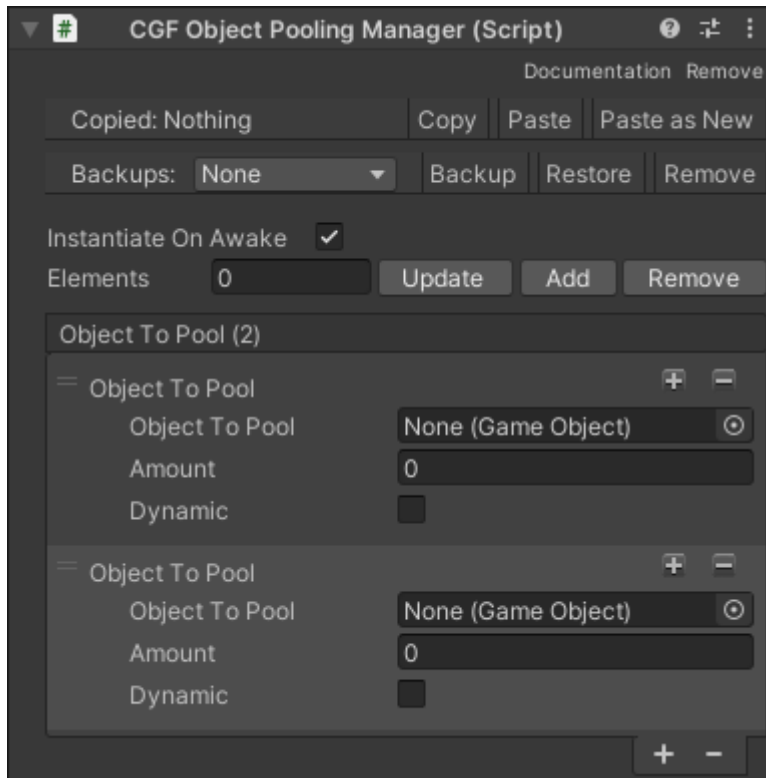 # CGF Object Pooling Manager (Script)
Documentation Remove
Copied: Nothing Copy Paste Paste as New
Backups: None Backup Restore Remove
Instantiate On Awake
Elements 0 Update Add Remove
Object To Pool (2)
Object To Pool
Object To Pool None (Game Object)
Amount 0
Dynamic
Object To Pool
Object To Pool None (Game Object)
Amount 0
Dynamic